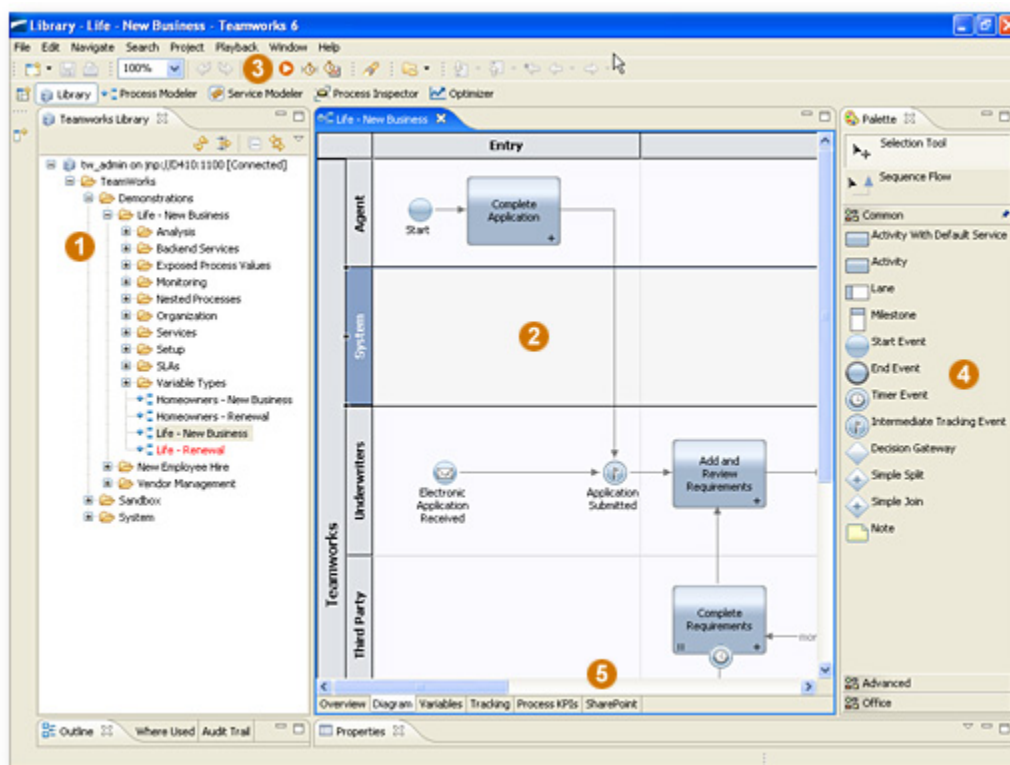 Library - Life - New Business - Teamworks 6
File Edit Navigate Search Project Playback Window Help
100%
3
Library Process Modeler Service Modeler Process Inspector Optimizer
Teamworks Library
tw_admin on jnp://D410:1100 [Connected]
TeamWorks
Demonstrations
Life - New Business
1
Analysis
Backend Services
Exposed Process Values
Monitoring
Nested Processes
Organization
Services
Setup
SLAs
Variable Types
Homeowners - New Business
Homeowners - Renewal
Life - New Business
Life - Renewal
New Employee Hire
Vendor Management
Sandbox
System
Life - New Business
Entry
Teamworks
Agent
Start
Complete
Application
System
2
Underwriters
Electronic
Application
Received
Application
Submitted
Add and
Review
Requirements
Third Party
Complete
Requirements
mor
5
Overview Diagram Variables Tracking Process KPIs SharePoint
Palette
Selection Tool
Sequence Flow
Common
Activity With Default Service
Activity
Lane
Milestone
Start Event
End Event
4
Timer Event
Intermediate Tracking Event
Decision Gateway
Simple Split
Simple Join
Note
Advanced
Office
Outline Where Used Audit Trail
Properties